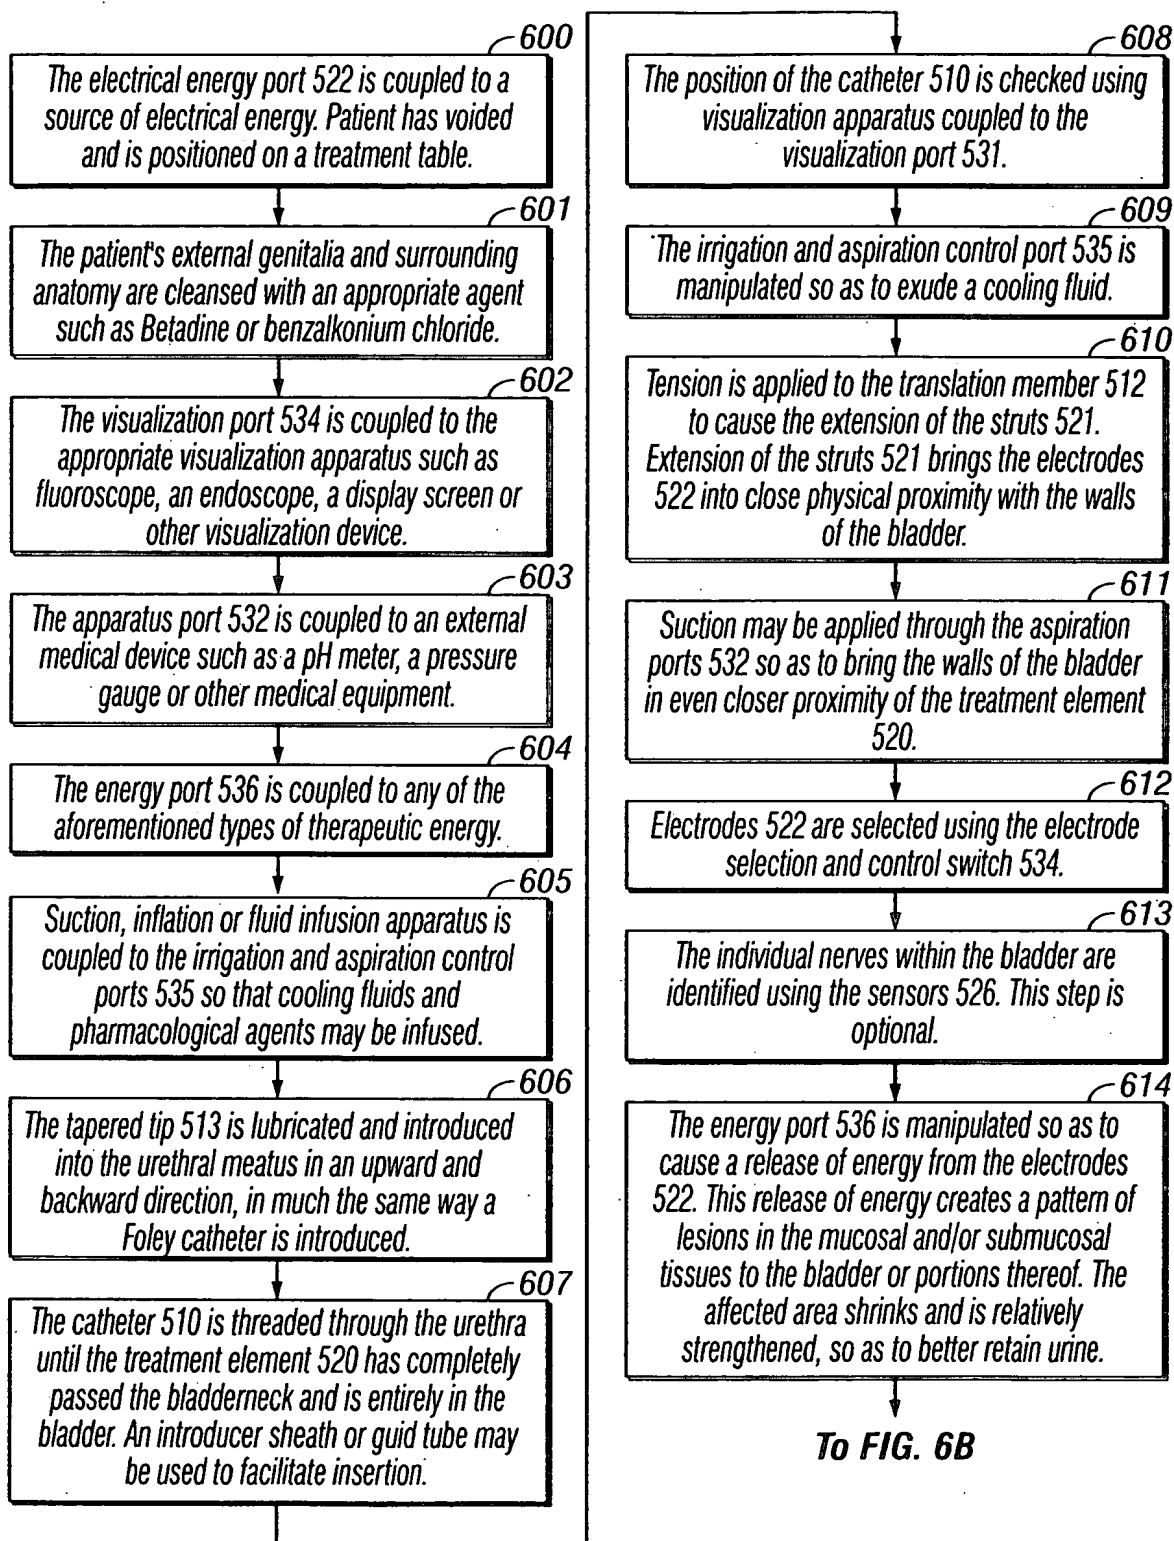 600
The electrical energy port 522 is coupled to a
source of electrical energy. Patient has voided
and is positioned on a treatment table.
601
The patient's external genitalia and surrounding
anatomy are cleansed with an appropriate agent
such as Betadine or benzalkonium chloride.
602
The visualization port 534 is coupled to the
appropriate visualization apparatus such as
fluoroscope, an endoscope, a display screen or
other visualization device.
603
The apparatus port 532 is coupled to an external
medical device such as a pH meter, a pressure
gauge or other medical equipment.
604
The energy port 536 is coupled to any of the
aforementioned types of therapeutic energy.
605
Suction, inflation or fluid infusion apparatus is
coupled to the irrigation and aspiration control
ports 535 so that cooling fluids and
pharmacological agents may be infused.
606
The tapered tip 513 is lubricated and introduced
into the urethral meatus in an upward and
backward direction, in much the same way a
Foley catheter is introduced.
607
The catheter 510 is threaded through the urethra
until the treatment element 520 has completely
passed the bladderneck and is entirely in the
bladder. An introducer sheath or guid tube may
be used to facilitate insertion.
608
The position of the catheter 510 is checked using
visualization apparatus coupled to the
visualization port 531.
609
The irrigation and aspiration control port 535 is
manipulated so as to exude a cooling fluid.
610
Tension is applied to the translation member 512
to cause the extension of the struts 521.
Extension of the struts 521 brings the electrodes
522 into close physical proximity with the walls
of the bladder.
611
Suction may be applied through the aspiration
ports 532 so as to bring the walls of the bladder
in even closer proximity of the treatment element
520.
612
Electrodes 522 are selected using the electrode
selection and control switch 534.
613
The individual nerves within the bladder are
identified using the sensors 526. This step is
optional.
614
The energy port 536 is manipulated so as to
cause a release of energy from the electrodes
522. This release of energy creates a pattern of
lesions in the mucosal and/or submucosal
tissues to the bladder or portions thereof. The
affected area shrinks and is relatively
strengthened, so as to better retain urine.
To FIG. 6B